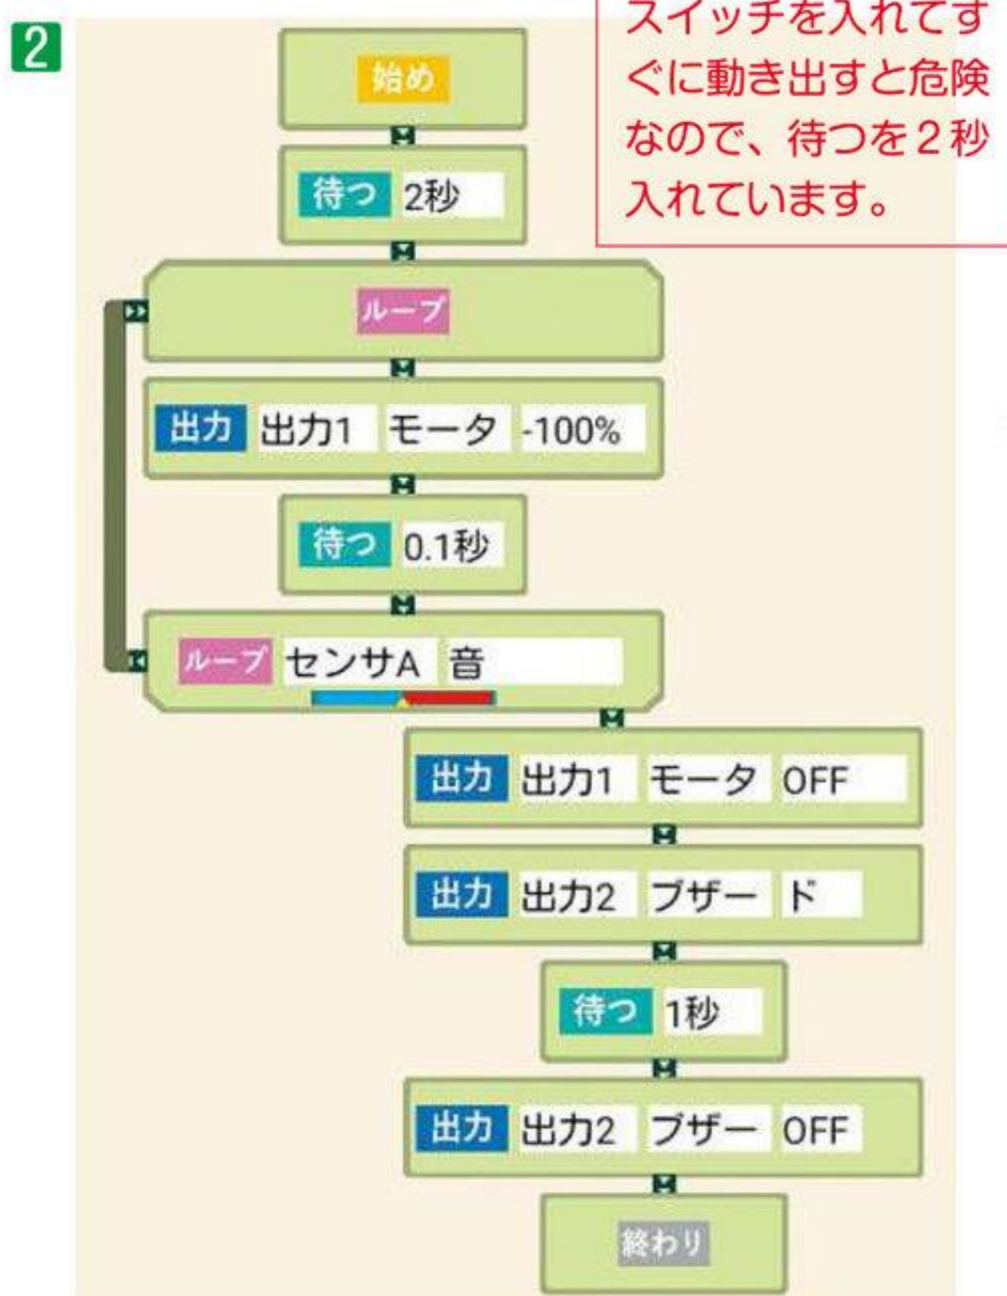 2
スイッチを入れてす
ぐに動き出すと危険
なので、待つを2秒
入れています。
始め
待つ 2秒
ループ
出力 出力1 モータ -100%
待つ 0.1秒
ループ センサA 音
出力 出力1 モータ OFF
出力 出力2 ブザー ド
待つ 1秒
出力 出力2 ブザー OFF
終わり